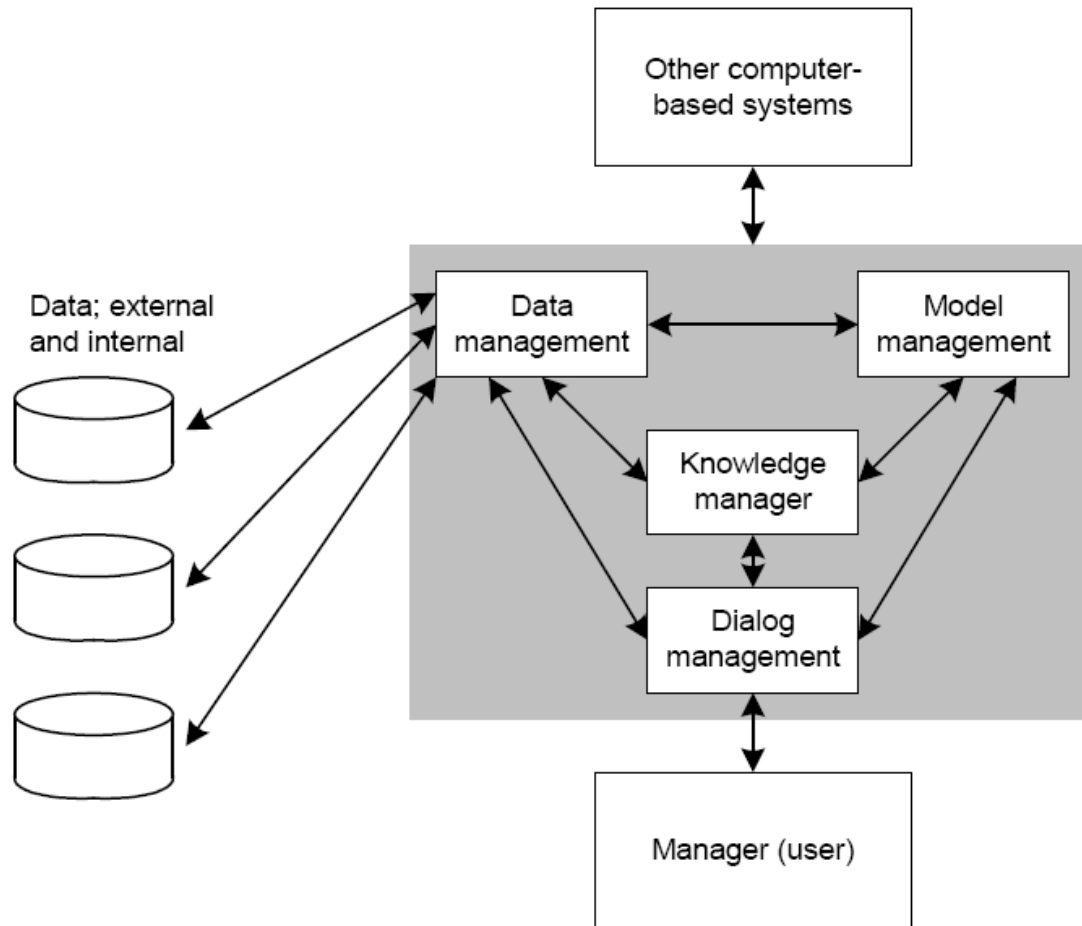 Other computer-
based systems
Data; external
and internal
Data
management
Model
management
Knowledge
manager
Dialog
management
Manager (user)